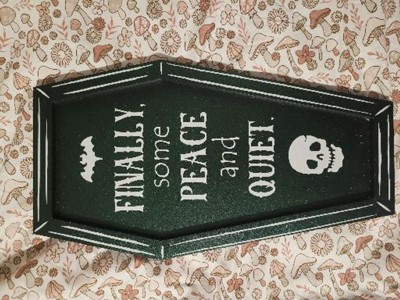 FINALLY,
some
PEACE
and
QUIET.